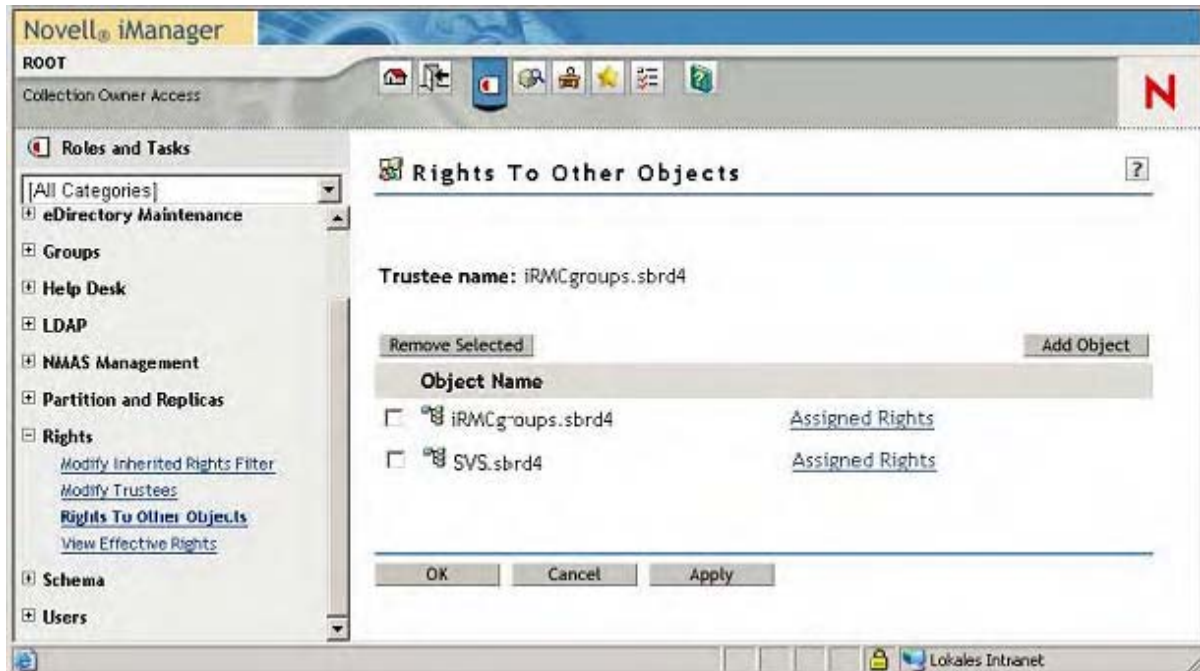 Novell® iManager
ROOT
Collection Owner Access
N
Roles and Tasks
[All Categories]
eDirectory Maintenance
Groups
Help Desk
LDAP
NMAS Management
Partition and Replicas
Rights
Modify Inherited Rights Filter
Modify Trustees
Rights To Other Objects
View Effective Rights
Schema
Users
Rights To Other Objects
?
Trustee name: iRMCgroups.sbrd4
Remove Selected Add Object
Object Name
iRMCgroups.sbrd4 Assigned Rights
SVS.sbrd4 Assigned Rights
OK Cancel Apply
Lokales Intranet